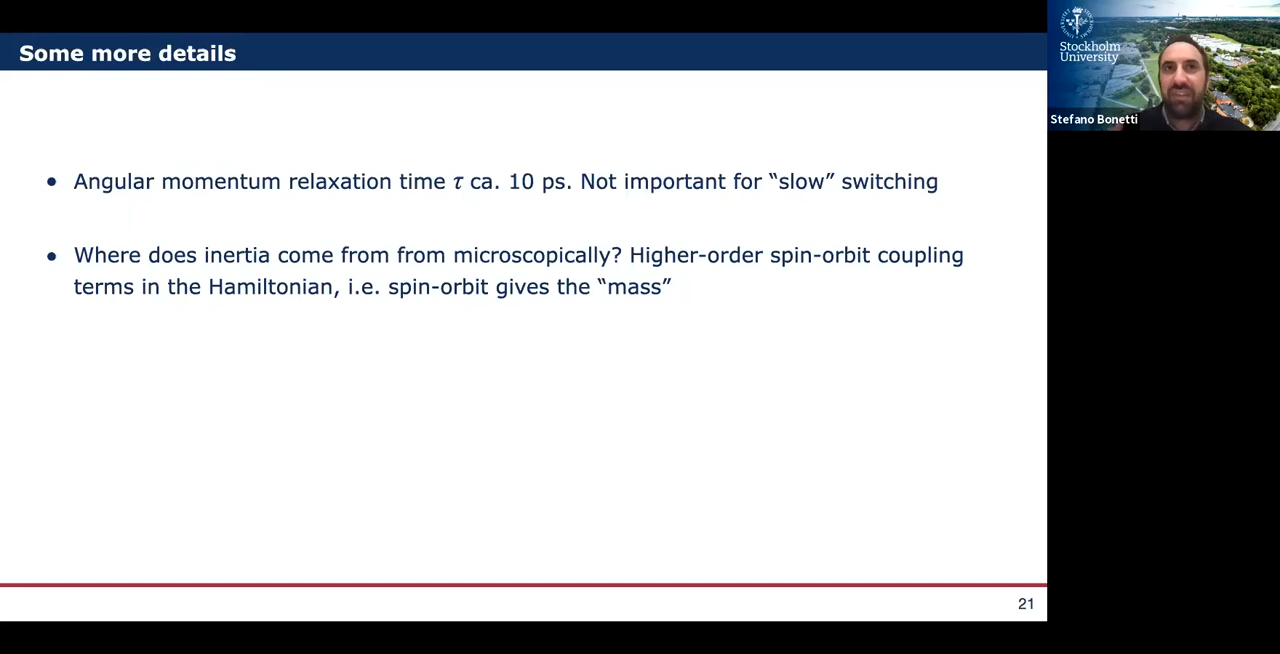 Some more details
• Angular momentum relaxation time τ ca. 10 ps. Not important for “slow” switching
• Where does inertia come from from microscopically? Higher-order spin-orbit coupling
terms in the Hamiltonian, i.e. spin-orbit gives the “mass”
21
Stockholm
University
Stefano Bonetti